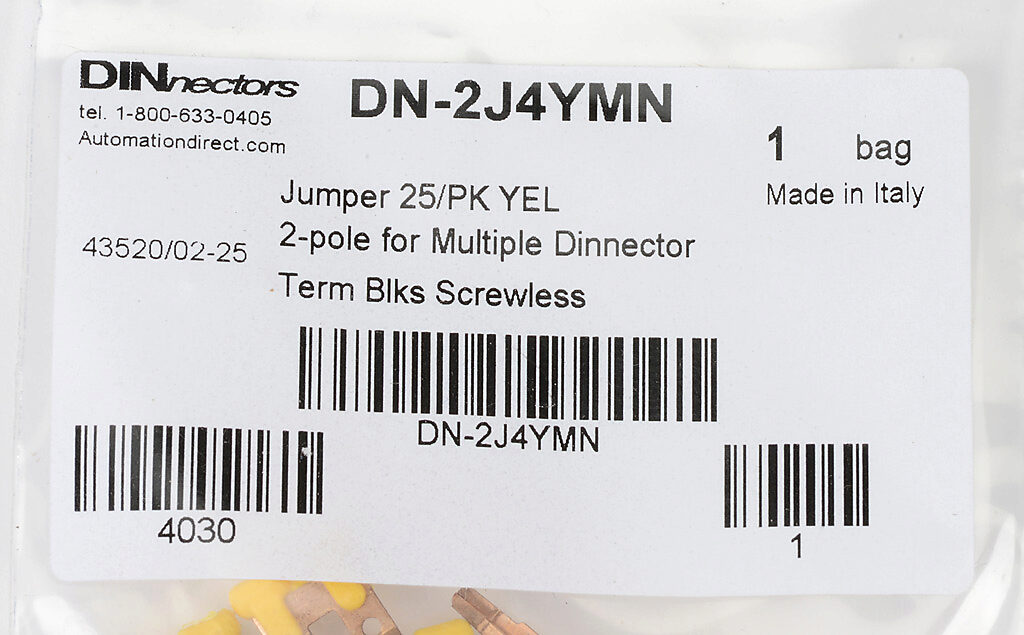 DINnectors
tel. 1-800-633-0405
Automationdirect.com
DN-2J4YMN
1 bag
Made in Italy
Jumper 25/PK YEL
2-pole for Multiple Dinnector
Term Blks Screwless
43520/02-25
DN-2J4YMN
4030
1